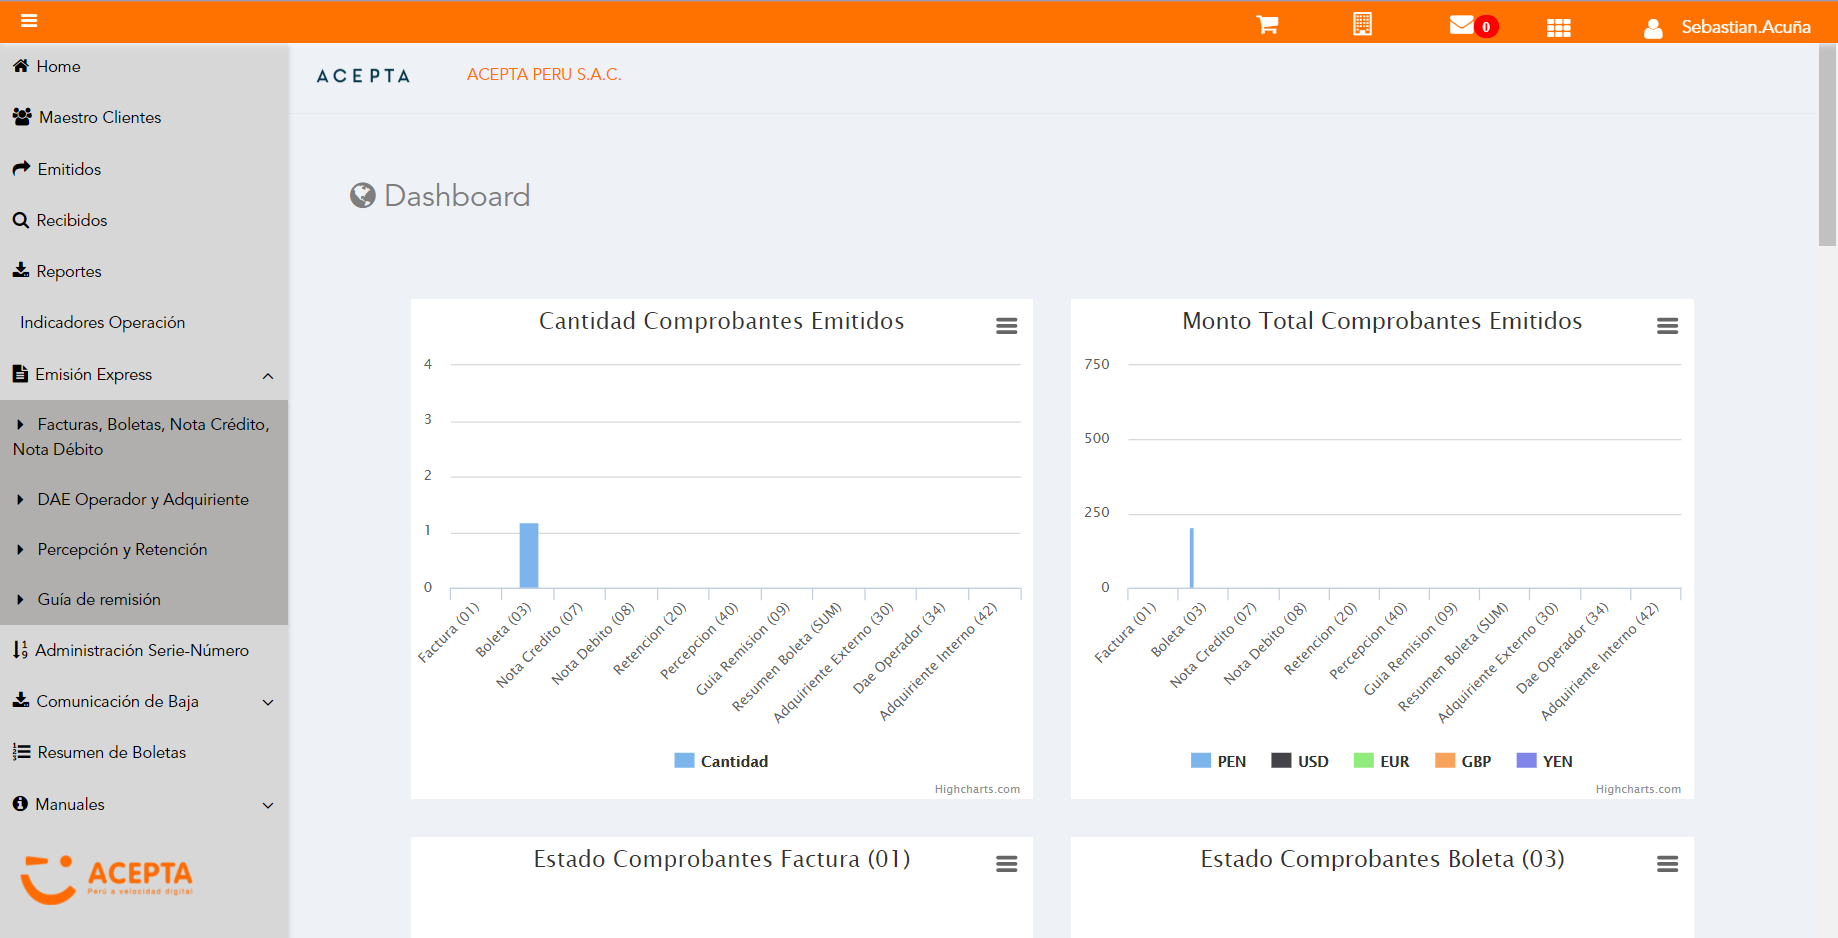 0
Sebastian.Acuña
Home
Maestro Clientes
Emitidos
Recibidos
Reportes
Indicadores Operación
Emisión Express
Facturas, Boletas, Nota Crédito,
Nota Débito
DAE Operador y Adquiriente
Percepción y Retención
Guía de remisión
Administración Serie-Número
Comunicación de Baja
Resumen de Boletas
Manuales
ACEPTA
Perú a velocidad digital
ACEPTA
ACEPTA PERU S.A.C.
Dashboard
Cantidad Comprobantes Emitidos
4
3
2
1
0
Factura (01)
Boleta (03)
Nota Credito (07)
Nota Debito (08)
Retencion (20)
Percepcion (40)
Guia Remision (09)
Resumen Boleta (SUM)
Adquiriente Externo (30)
Dae Operador (34)
Adquiriente Interno (42)
Cantidad
Highcharts.com
Monto Total Comprobantes Emitidos
750
500
250
0
Factura (01)
Boleta (03)
Nota Credito (07)
Nota Debito (08)
Retencion (20)
Percepcion (40)
Guia Remision (09)
Resumen Boleta (SUM)
Adquiriente Externo (30)
Dae Operador (34)
Adquiriente Interno (42)
PEN USD EUR GBP YEN
Highcharts.com
Estado Comprobantes Factura (01)
Estado Comprobantes Boleta (03)